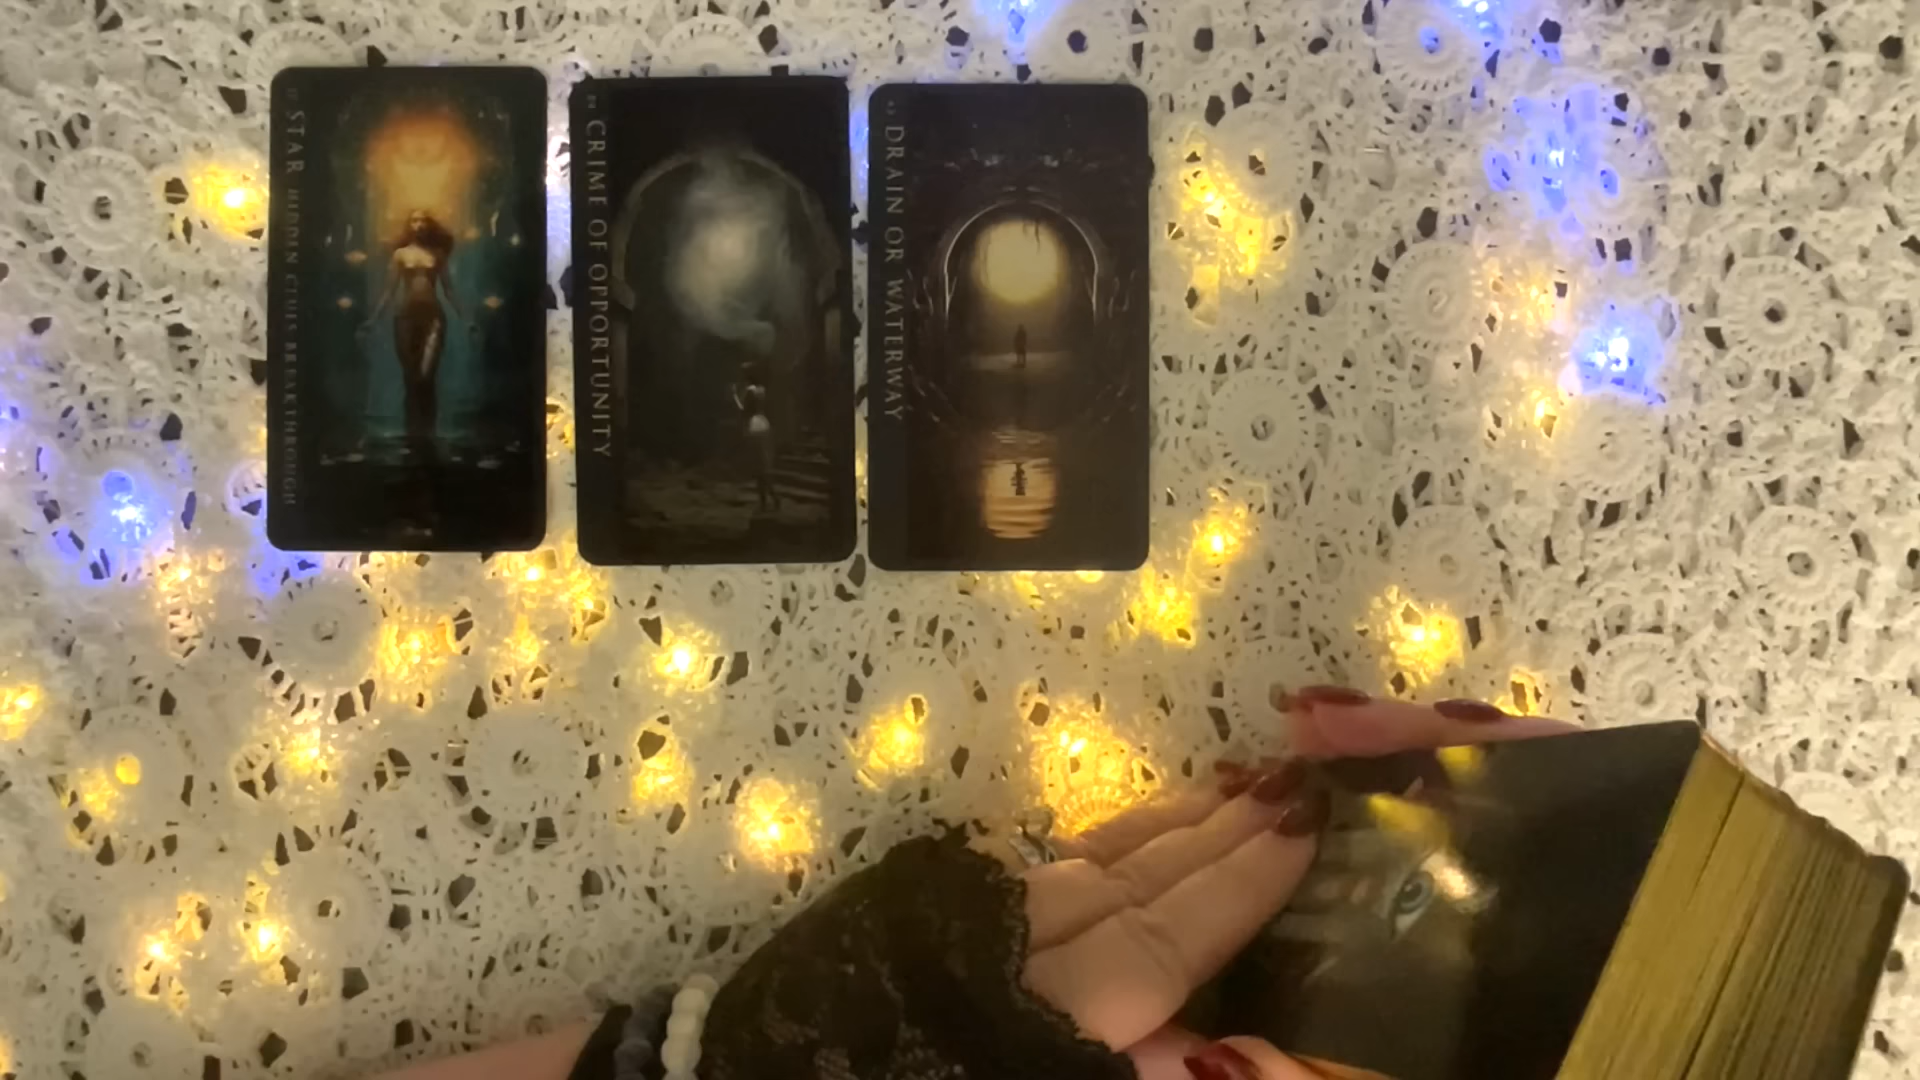 STAR HIDDEN CLUES BREAKTHROUGH
CRIME OF OPPORTUNITY
DRAIN OR WATERWAY